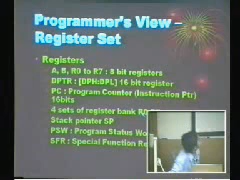 Programmer's View –
Register Set
Registers
A, B, R0 to R7 : 8 bit registers
DPTR : [DPH:DPL] 16 bit register
PC : Program Counter (Instruction Ptr)
16bits
4 sets of register bank R0
Stack pointer SP
PSW : Program Status Wo
SFR : Special Function Re